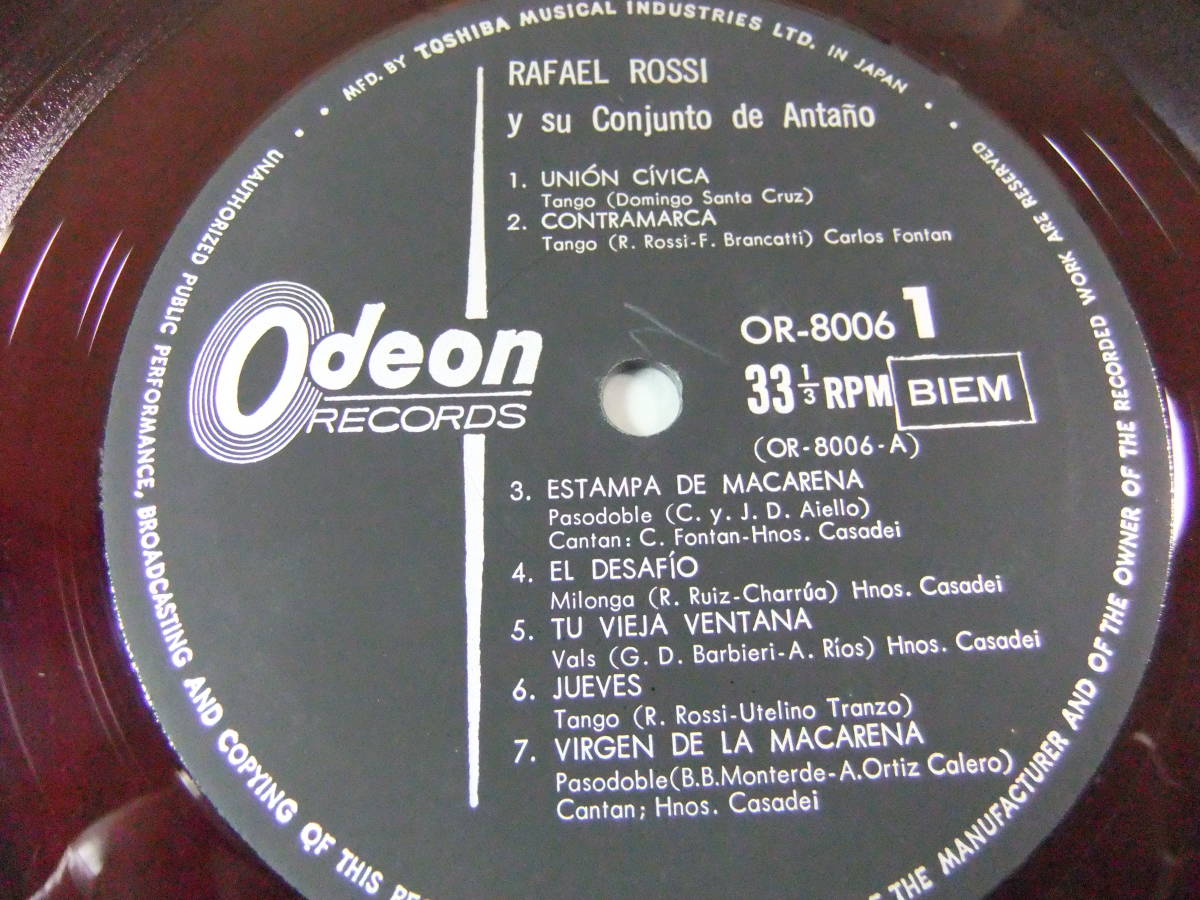 MFD. BY TOSHIBA MUSICAL INDUSTRIES LTD. IN JAPAN
RAFAEL ROSSI
y su Conjunto de Antaño
1. UNIÓN CÍVICA
Tango (Domingo Santa Cruz)
2. CONTRAMARCA
Tango (R. Rossi-F. Brancatti) Carlos Fontan
Odeon
RECORDS
OR-8006 1
33 1/3 RPM BIEM
(OR-8006-A)
3. ESTAMPA DE MACARENA
Pasodoble (C. y. J. D. Aiello)
Cantan: C. Fontan-Hnos. Casadei
4. EL DESAFÍO
Milonga (R. Ruiz-Charrúa) Hnos. Casadei
5. TU VIEJA VENTANA
Vals (G. D. Barbieri-A. Ríos) Hnos. Casadei
6. JUEVES
Tango (R. Rossi-Utelino Tranzo)
7. VIRGEN DE LA MACARENA
Pasodoble(B.B.Monterde-A.Ortiz Calero)
Cantan; Hnos. Casadei
UNAUTHORIZED PUBLIC PERFORMANCE, BROADCASTING AND COPYING OF THIS
THE MANUFACTURER AND OF THE OWNER OF THE RECORDED WORK ARE RESERVED